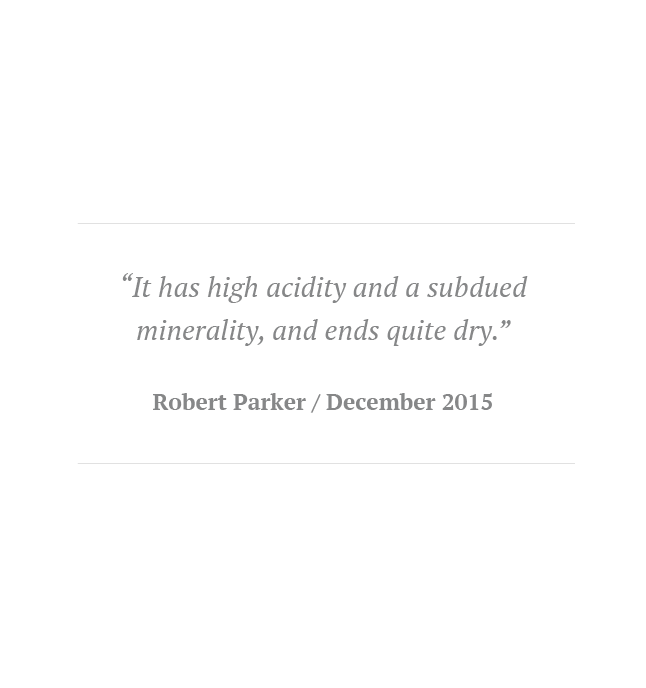 “It has high acidity and a subdued
minerality, and ends quite dry.”
Robert Parker / December 2015